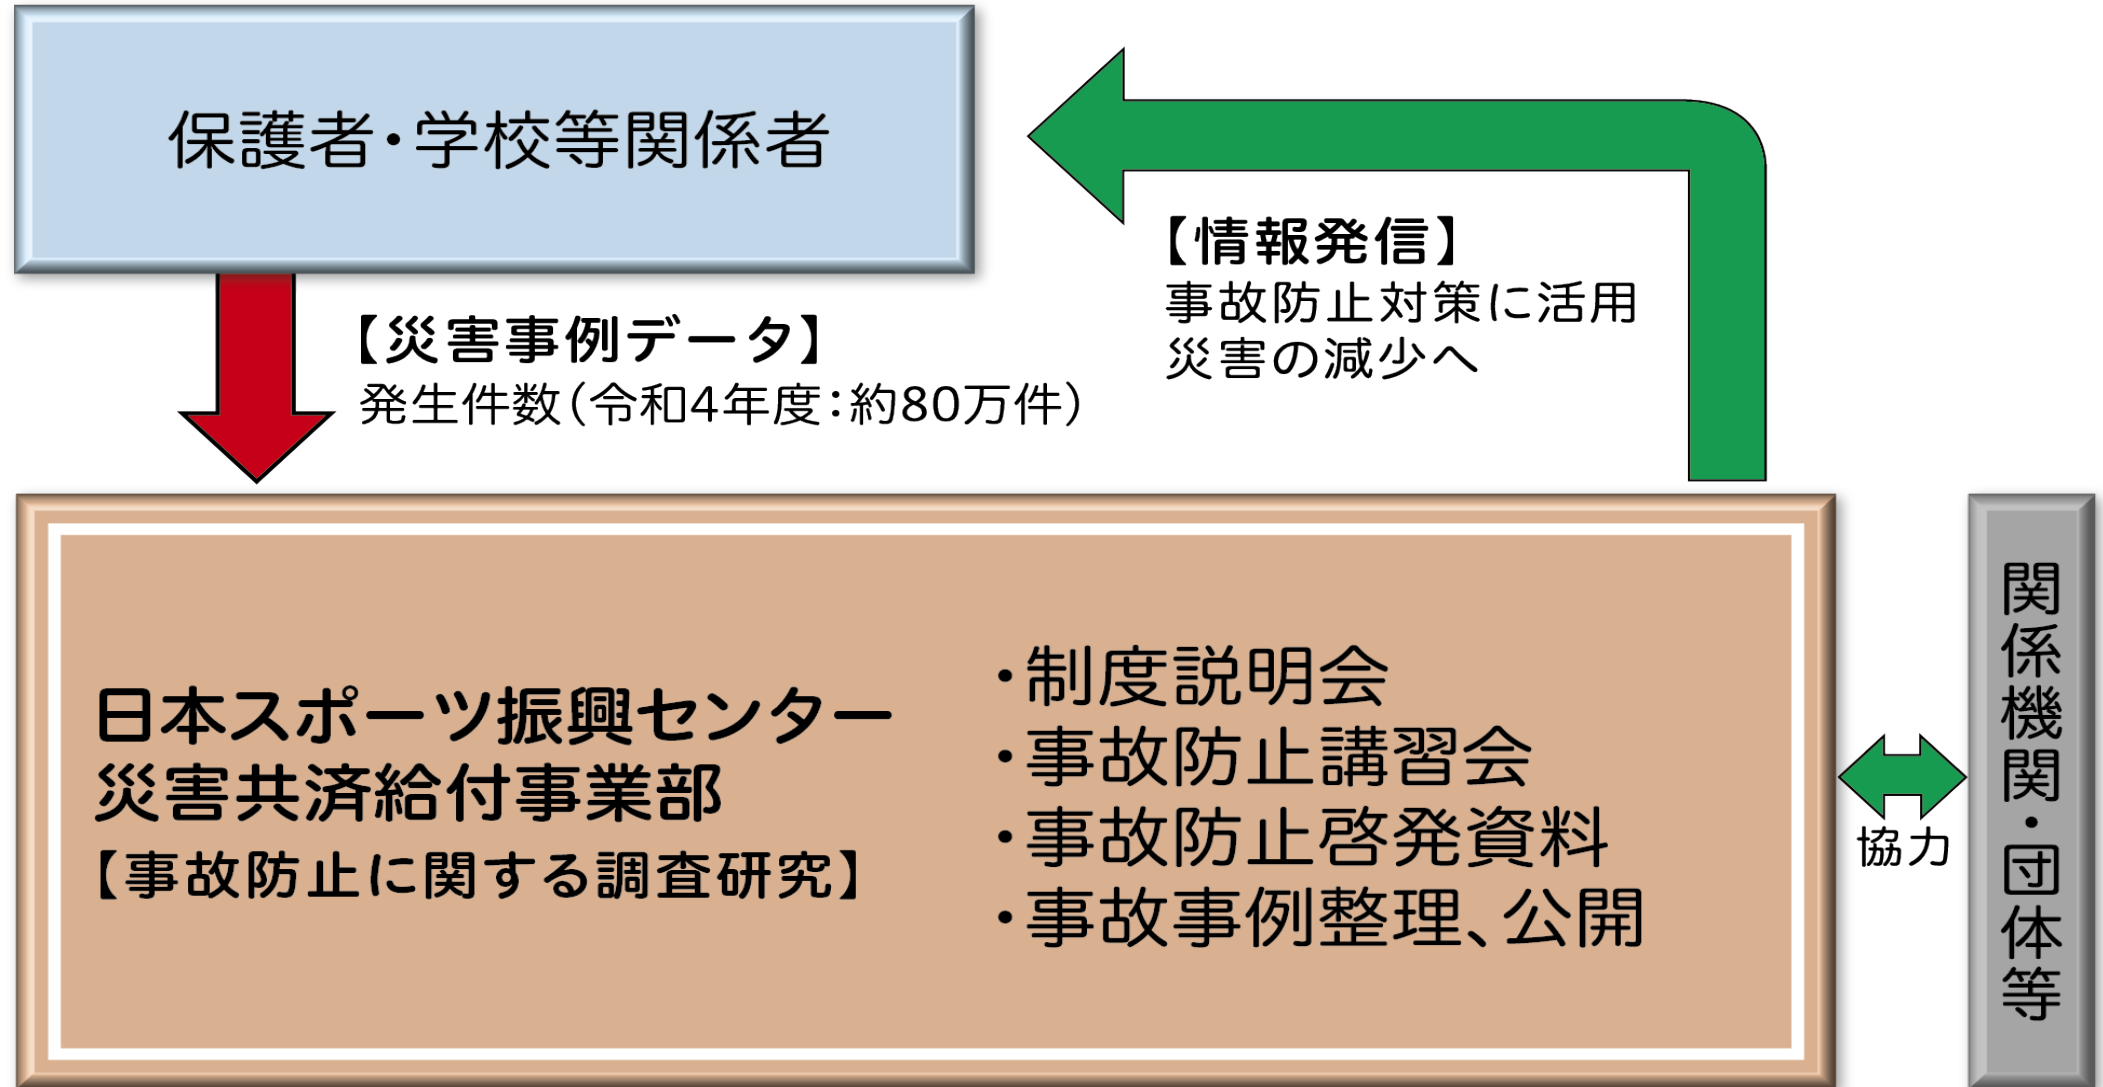 保護者・学校等関係者
【情報発信】
事故防止対策に活用
災害の減少へ
【災害事例データ】
発生件数（令和4年度：約80万件）
日本スポーツ振興センター
災害共済給付事業部
【事故防止に関する調査研究】
・制度説明会
・事故防止講習会
・事故防止啓発資料
・事故事例整理、公開
協力
関係機関・団体等